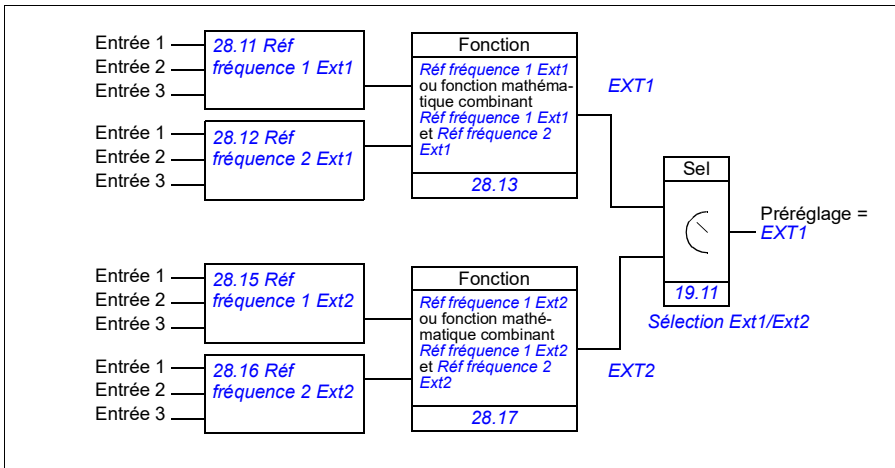 Entrée 1
Entrée 2
Entrée 3
28.11 Réf
fréquence 1 Ext1
Entrée 1
Entrée 2
Entrée 3
28.12 Réf
fréquence 2 Ext1
Fonction
Réf fréquence 1 Ext1
ou fonction mathéma-
tique combinant
Réf fréquence 1 Ext1
et Réf fréquence 2
Ext1
28.13
EXT1
Sel
19.11
Sélection Ext1/Ext2
Préréglage =
EXT1
Entrée 1
Entrée 2
Entrée 3
28.15 Réf
fréquence 1 Ext2
Entrée 1
Entrée 2
Entrée 3
28.16 Réf
fréquence 2 Ext2
Fonction
Réf fréquence 1 Ext2
ou fonction mathé-
matique combinant
Réf fréquence 1 Ext2
et Réf fréquence 2
Ext2
28.17
EXT2